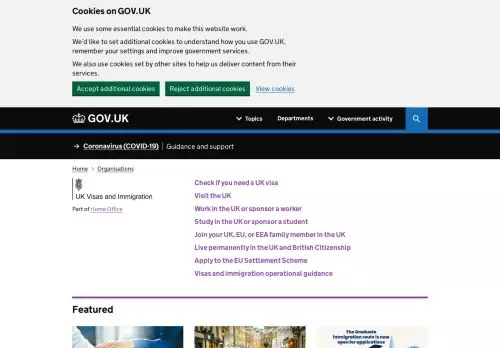 Cookies on GOV.UK
We use some essential cookies to make this website work.
We'd like to set additional cookies to understand how you use GOV.UK,
remember your settings and improve government services.
We also use cookies set by other sites to help us deliver content from their
services.
Accept additional cookies
Reject additional cookies
View cookies
GOV.UK
Topics
Departments
Government activity
→ Coronavirus (COVID-19) | Guidance and support
Home > Organisations
UK Visas and Immigration
Part of Home Office
Check if you need a UK visa
Visit the UK
Work in the UK or sponsor a worker
Study in the UK or sponsor a student
Join your UK, EU, or EEA family member in the UK
Live permanently in the UK and British Citizenship
Apply to the EU Settlement Scheme
Visas and immigration operational guidance
Featured
The Graduate
immigration route is now
open for applications